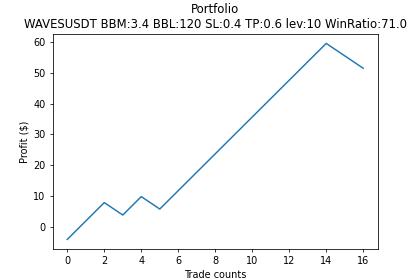 Portfolio
WAVESUSDT BBM:3.4 BBL:120 SL:0.4 TP:0.6 lev:10 WinRatio:71.0
60
50
40
30
20
10
0
Profit ($)
0 2 4 6 8 10 12 14 16
Trade counts